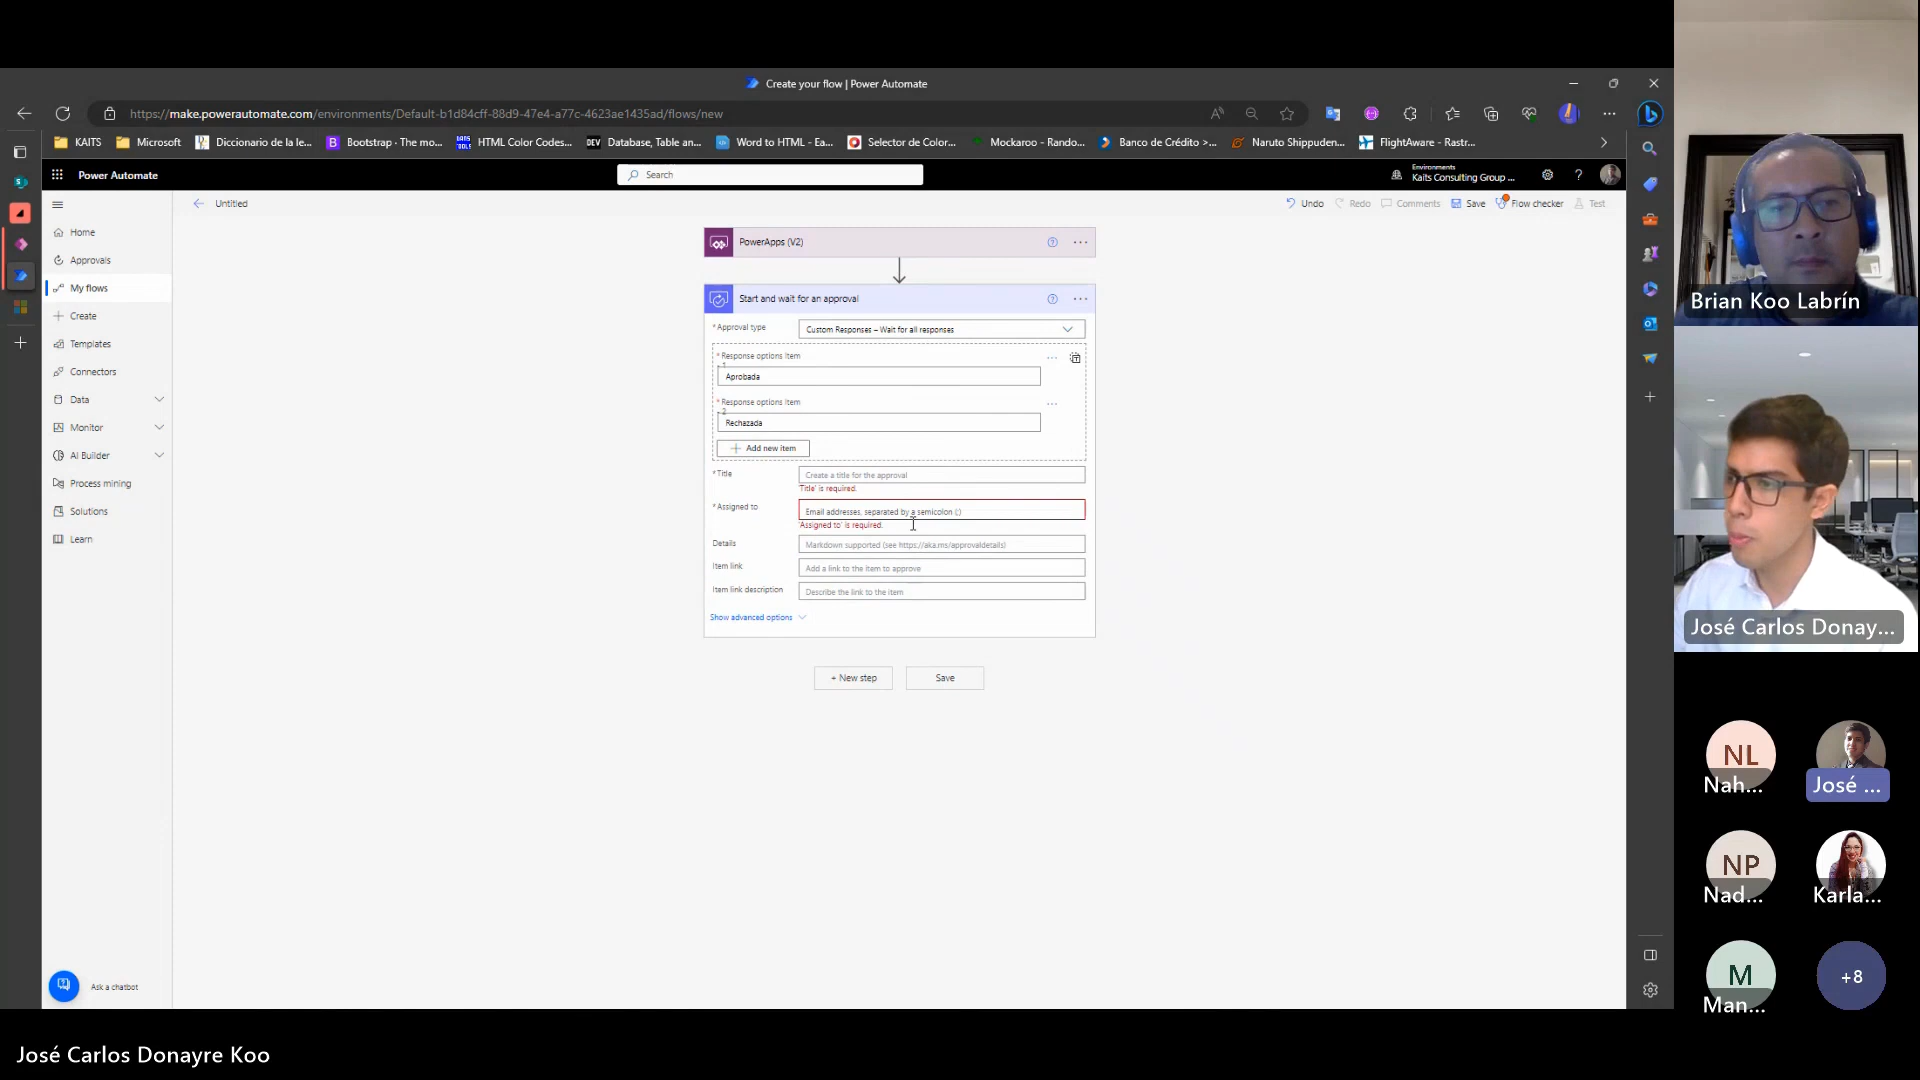 Create your flow | Power Automate
https://make.powerautomate.com/environments/Default-b1d84cff-88d9-47e4-a77c-4623ae1435ad/flows/new
KAITS
Microsoft
Diccionario de la le...
Bootstrap · The mo...
HTML Color Codes...
DEV
Database, Table an...
Word to HTML - Ea...
Selector de Color...
Mockaroo - Rando...
Banco de Crédito >...
Naruto Shippuden...
FlightAware - Rastr...
Power Automate
Search
Environments
Kaits Consulting Group ...
Untitled
Undo
Redo
Comments
Save
Flow checker
Test
Home
Approvals
My flows
Create
Templates
Connectors
Data
Monitor
AI Builder
Process mining
Solutions
Learn
Ask a chatbot
PowerApps (V2)
Start and wait for an approval
* Approval type
Custom Responses – Wait for all responses
* Response options Item
- 1
Aprobada
* Response options Item
- 2
Rechazada
Add new item
* Title
Create a title for the approval
'Title' is required.
* Assigned to
Email addresses, separated by a semicolon (;)
'Assigned to' is required.
Details
Markdown supported (see https://aka.ms/approvaldetails)
Item link
Add a link to the item to approve
Item link description
Describe the link to the item
Show advanced options
+ New step
Save
Brian Koo Labrín
José Carlos Donay...
NL
Nah...
José ...
NP
Nad...
Karla...
M
Man...
+8
José Carlos Donayre Koo